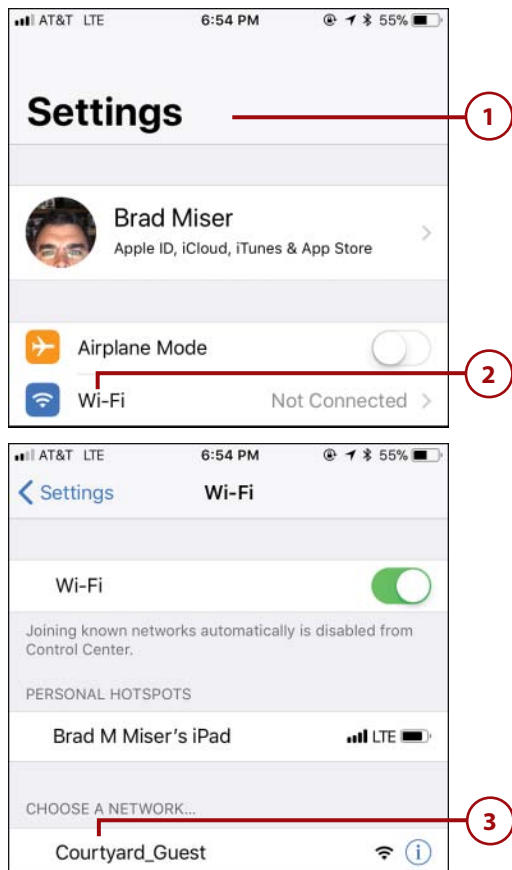 AT&T LTE 6:54 PM 55%
Settings
1
Brad Miser
Apple ID, iCloud, iTunes & App Store
Airplane Mode
2
Wi-Fi Not Connected
AT&T LTE 6:54 PM 55%
Settings Wi-Fi
Wi-Fi
Joining known networks automatically is disabled from
Control Center.
PERSONAL HOTSPOTS
Brad M Miser's iPad LTE
CHOOSE A NETWORK...
3
Courtyard_Guest i